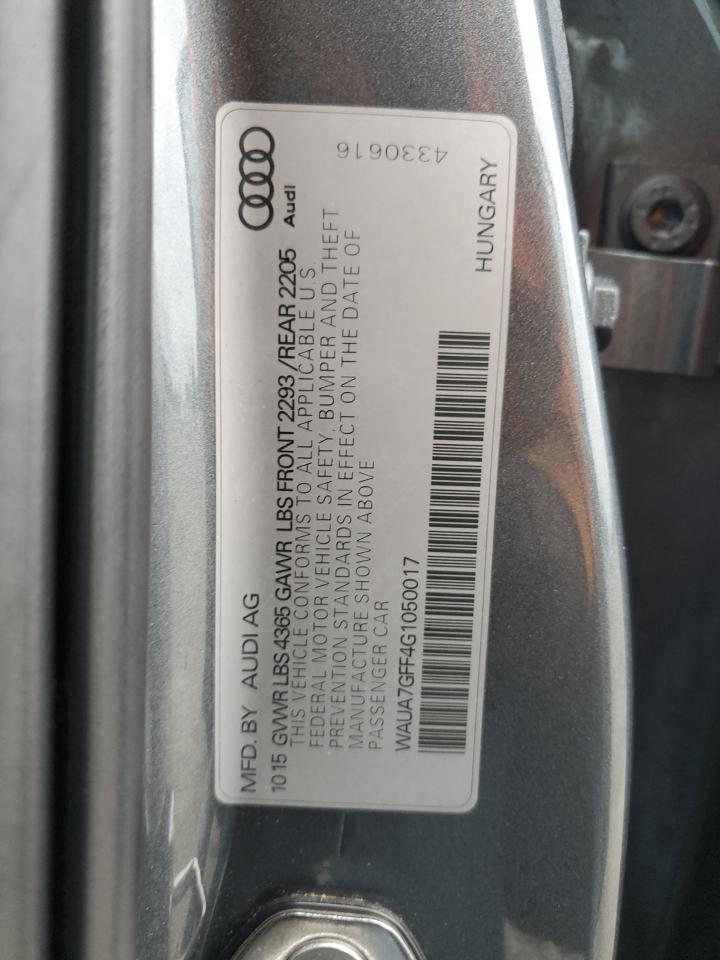 MFD. BY AUDI AG
10 15 GVWR LBS 4365 GAWR LBS FRONT 2293 /REAR 2205
THIS VEHICLE CONFORMS TO ALL APPLICABLE U.S.
FEDERAL MOTOR VEHICLE SAFETY, BUMPER AND THEFT
PREVENTION STANDARDS IN EFFECT ON THE DATE OF
MANUFACTURE SHOWN ABOVE
PASSENGER CAR
WAUA7GFF4G1050017
Audi
4330616
HUNGARY